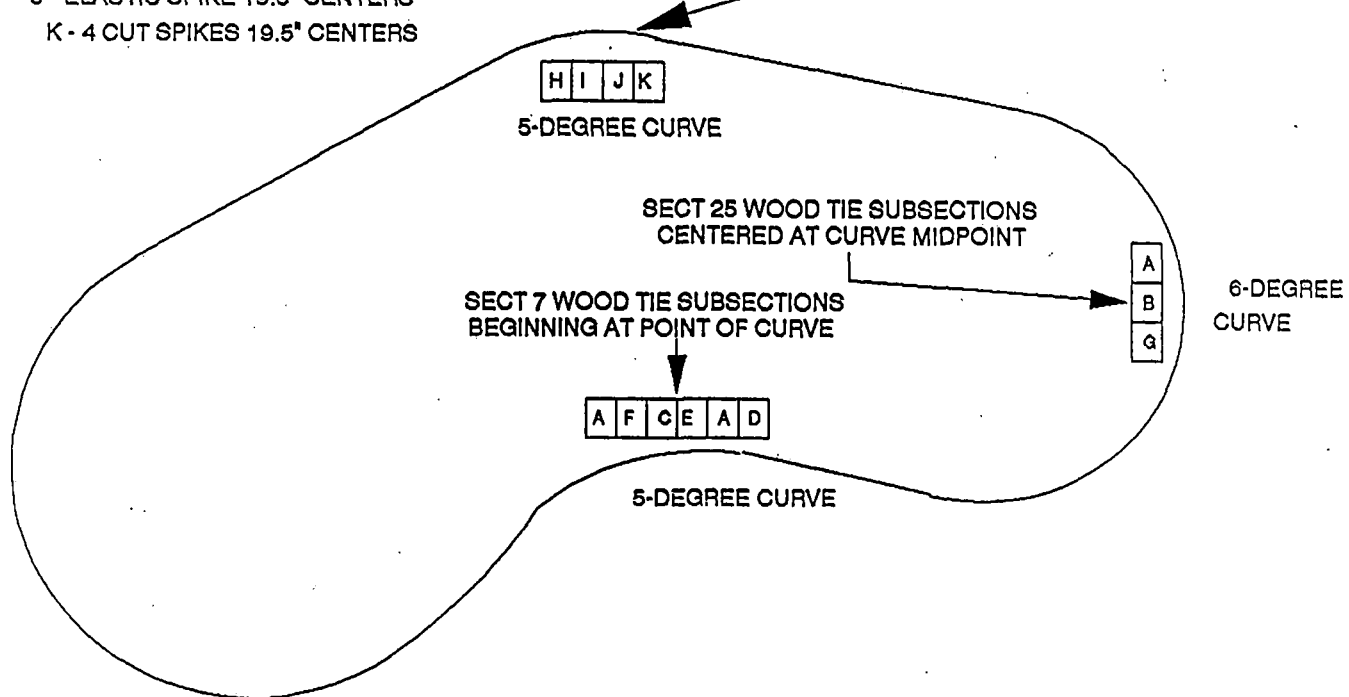 K - 4 CUT SPIKES 19.5" CENTERS
H I J K
5-DEGREE CURVE
SECT 25 WOOD TIE SUBSECTIONS
CENTERED AT CURVE MIDPOINT
A
B
G
6-DEGREE
CURVE
SECT 7 WOOD TIE SUBSECTIONS
BEGINNING AT POINT OF CURVE
A F C E A D
5-DEGREE CURVE